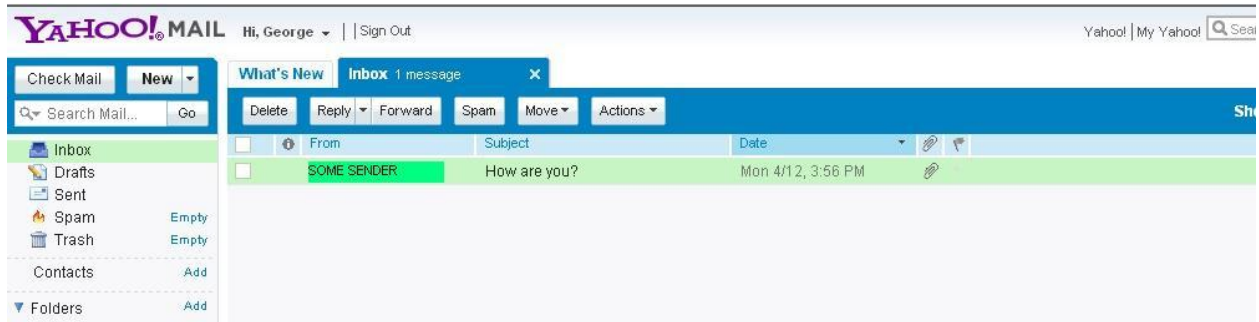 YAHOO!® MAIL Hi, George | | Sign Out Yahoo! | My Yahoo!
Check Mail New What's New Inbox 1 message X
Search Mail... Go Delete Reply Forward Spam Move Actions
Inbox From Subject Date
Drafts SOME SENDER How are you? Mon 4/12, 3:56 PM
Sent
Spam Empty
Trash Empty
Contacts Add
Folders Add